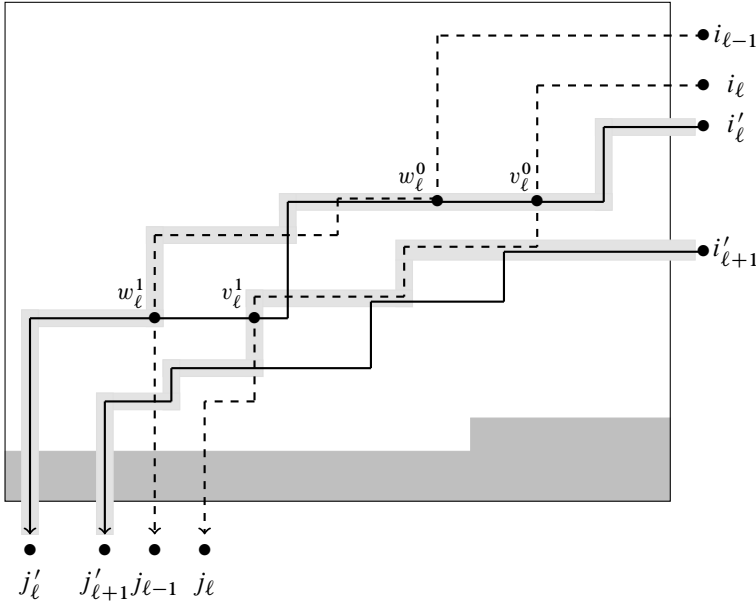 i_{ℓ−1}
i_ℓ
i′_ℓ
w^0_ℓ v^0_ℓ
i′_{ℓ+1}
w^1_ℓ v^1_ℓ
j′_ℓ j′_{ℓ+1} j_{ℓ−1} j_ℓ